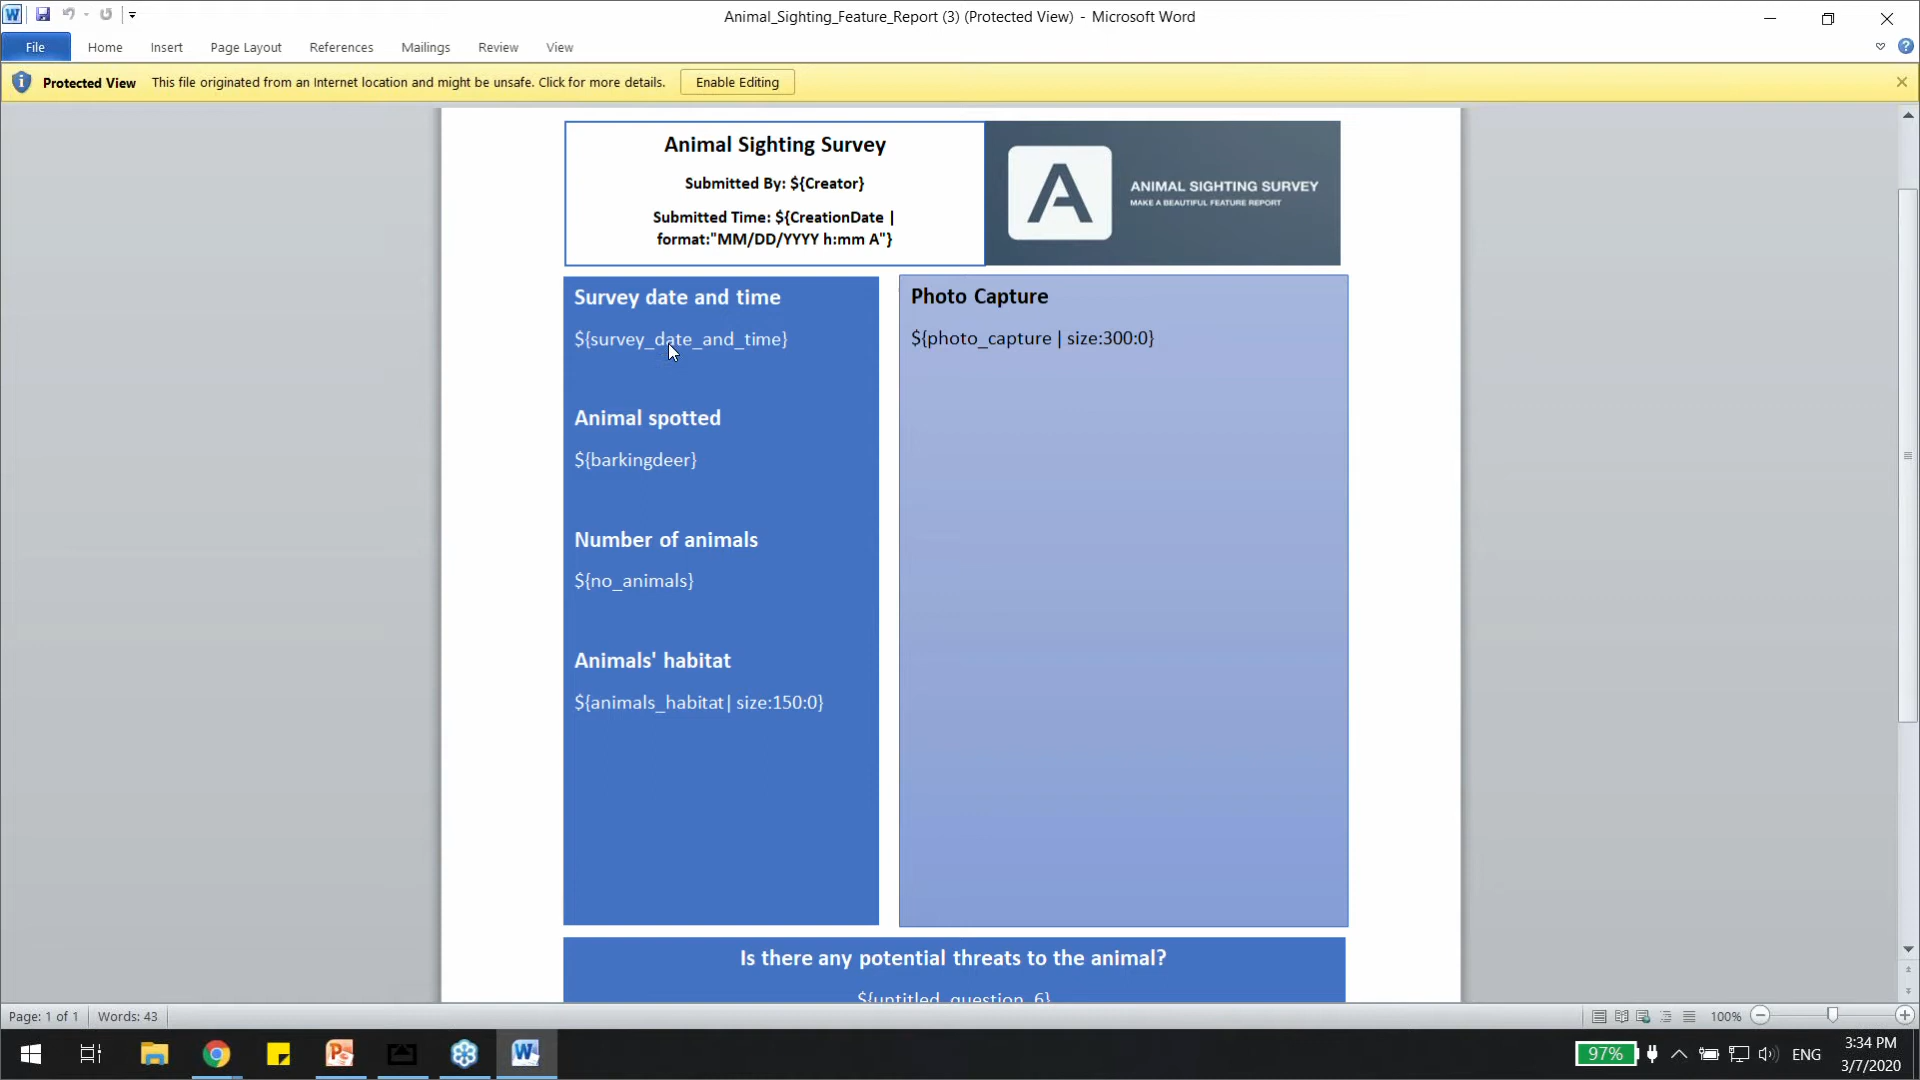 Animal_Sighting_Feature_Report (3) (Protected View) - Microsoft Word
File Home Insert Page Layout References Mailings Review View
Protected View This file originated from an Internet location and might be unsafe. Click for more details. Enable Editing
Animal Sighting Survey
Submitted By: ${Creator}
Submitted Time: ${CreationDate |
format:"MM/DD/YYYY h:mm A"}
A
ANIMAL SIGHTING SURVEY
MAKE A BEAUTIFUL FEATURE REPORT
Survey date and time
${survey_date_and_time}
Animal spotted
${barkingdeer}
Number of animals
${no_animals}
Animals' habitat
${animals_habitat| size:150:0}
Photo Capture
${photo_capture | size:300:0}
Is there any potential threats to the animal?
${untitled_question_6}
Page: 1 of 1 Words: 43 100%
97% ENG
3:34 PM
3/7/2020